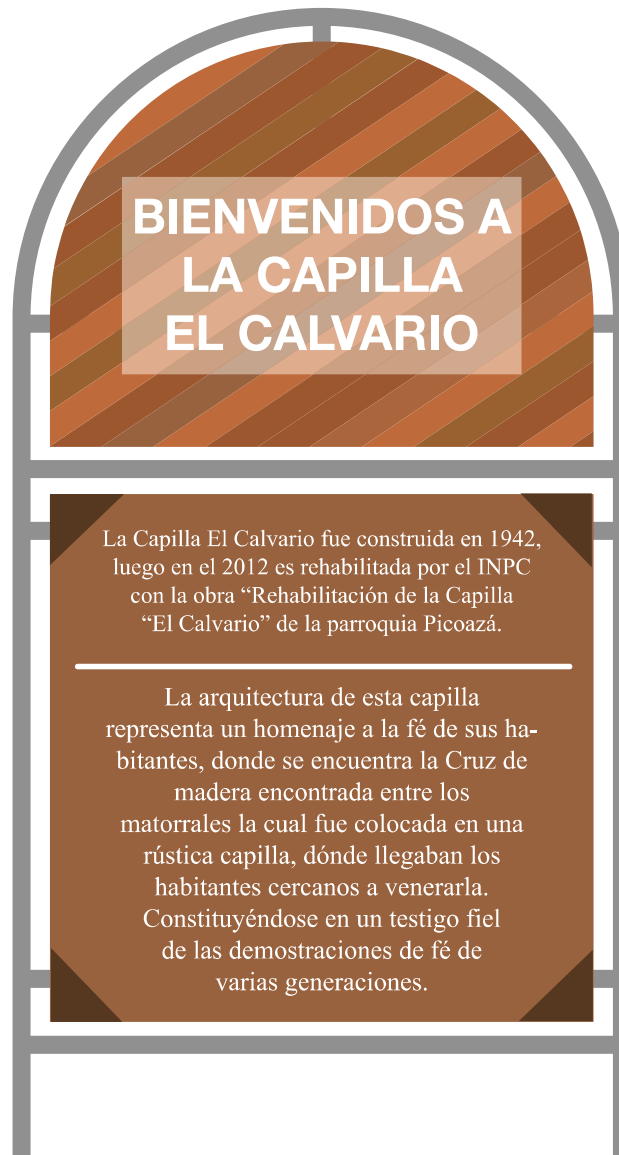 BIENVENIDOS A
LA CAPILLA
EL CALVARIO
La Capilla El Calvario fue construida en 1942,
luego en el 2012 es rehabilitada por el INPC
con la obra “Rehabilitación de la Capilla
“El Calvario” de la parroquia Picoazá.
La arquitectura de esta capilla
representa un homenaje a la fé de sus ha-
bitantes, donde se encuentra la Cruz de
madera encontrada entre los
matorrales la cual fue colocada en una
rústica capilla, dónde llegaban los
habitantes cercanos a venerarla.
Constituyéndose en un testigo fiel
de las demostraciones de fé de
varias generaciones.